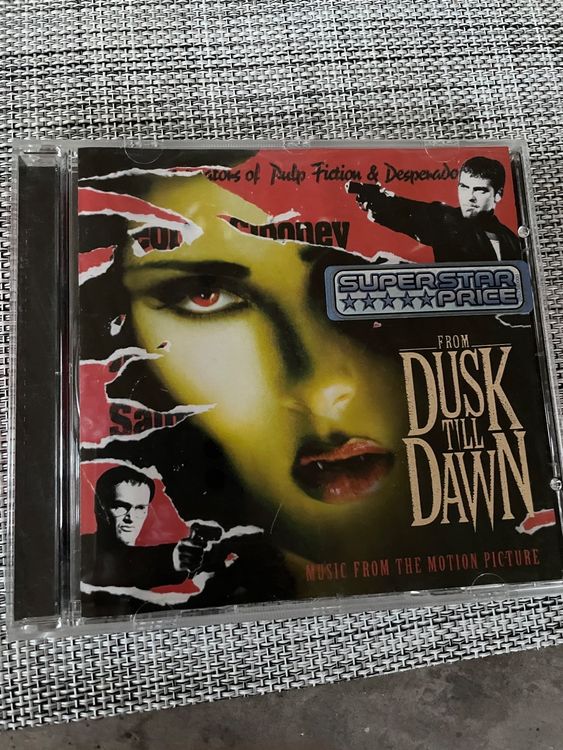 ators of Pulp Fiction & Desperado
Clooney
SUPERSTAR
PRICE
FROM
DUSK
TILL
DAWN
MUSIC FROM THE MOTION PICTURE